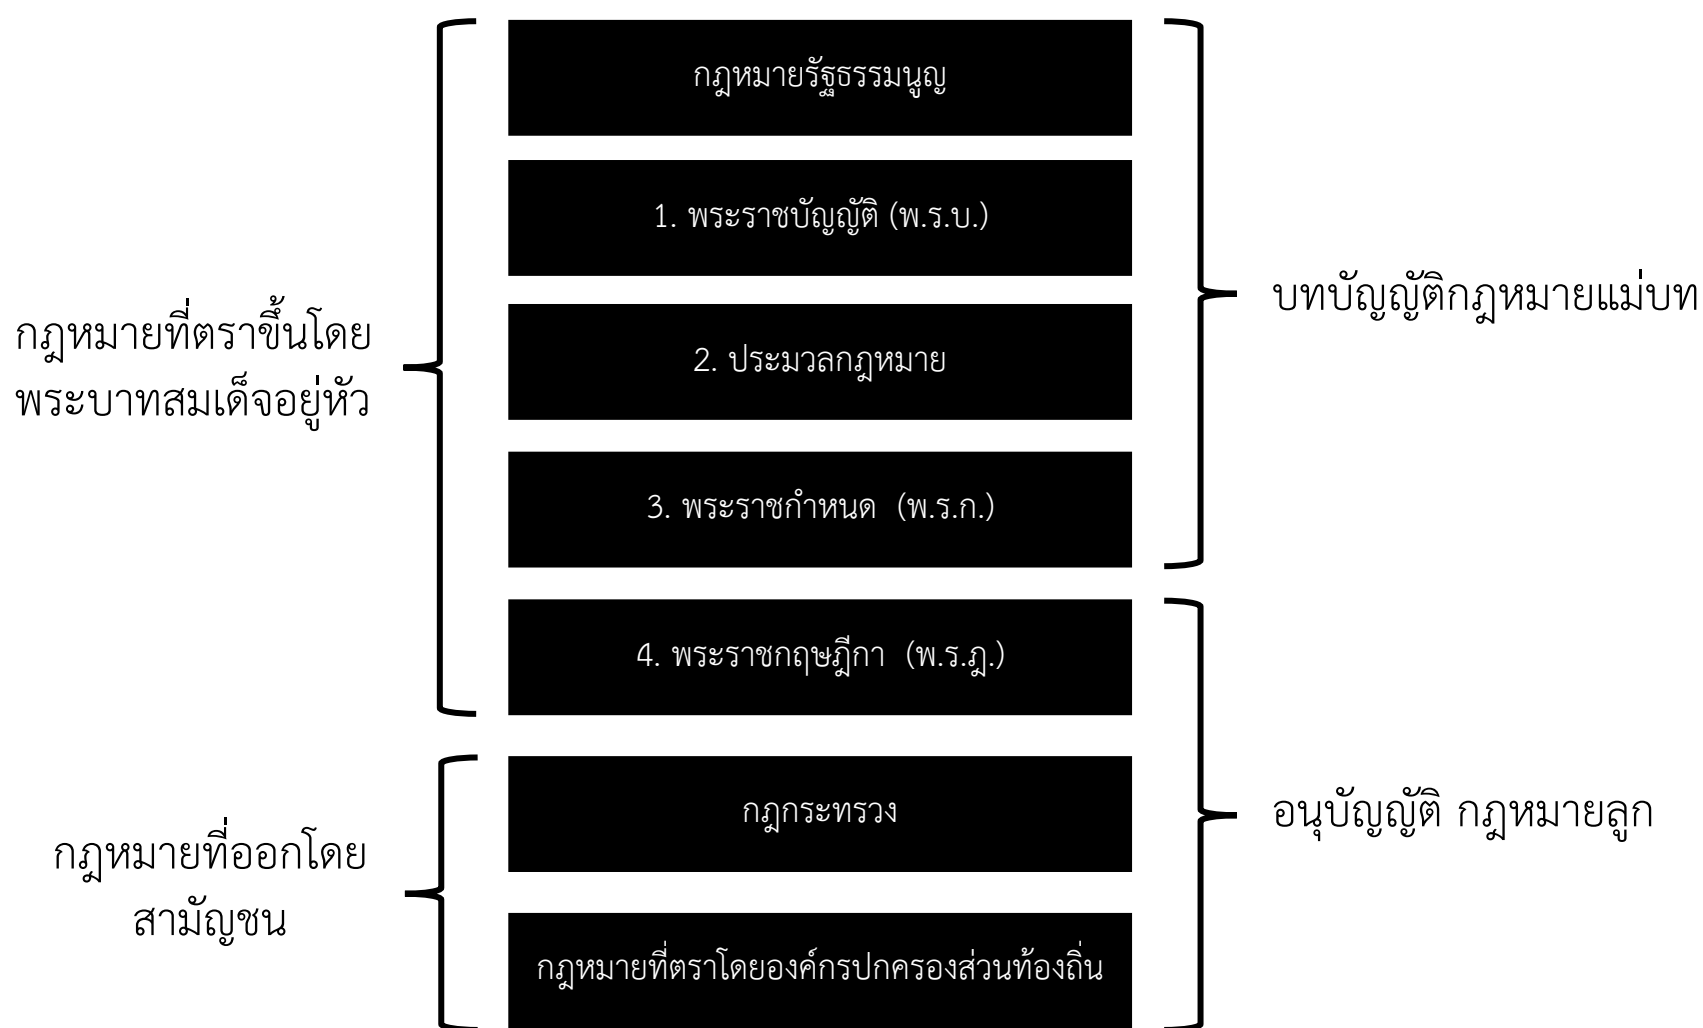 กฎหมายรัฐธรรมนูญ
1. พระราชบัญญัติ (พ.ร.บ.)
2. ประมวลกฎหมาย
3. พระราชกำหนด  (พ.ร.ก.)
4. พระราชกฤษฎีกา  (พ.ร.ฎ.)
กฎกระทรวง
กฎหมายที่ตราโดยองค์กรปกครองส่วนท้องถิ่น
กฎหมายที่ตราขึ้นโดย
พระบาทสมเด็จอยู่หัว
กฎหมายที่ออกโดย
สามัญชน
บทบัญญัติกฎหมายแม่บท
อนุบัญญัติ กฎหมายลูก